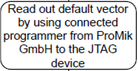 Read out default vector
by using connected
programmer from ProMik
GmbH to the JTAG
device